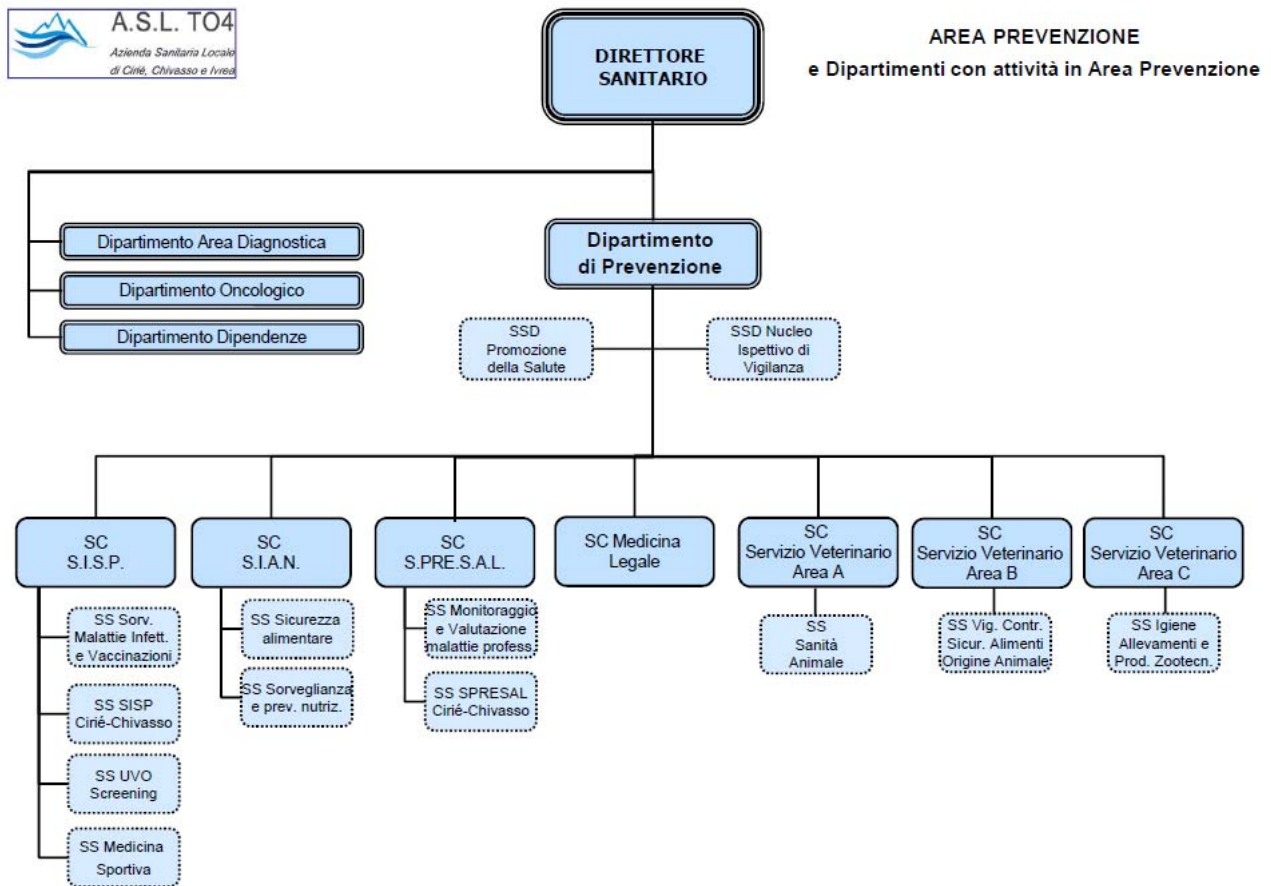 A.S.L. TO4
Azienda Sanitaria Locale
di Cirié, Chivasso e Ivrea
DIRETTORE
SANITARIO
AREA PREVENZIONE
e Dipartimenti con attività in Area Prevenzione
Dipartimento Area Diagnostica
Dipartimento Oncologico
Dipartimento Dipendenze
Dipartimento
di Prevenzione
SSD
Promozione
della Salute
SSD Nucleo
Ispettivo di
Vigilanza
SC
S.I.S.P.
SC
S.I.A.N.
SC
S.PRE.S.A.L.
SC Medicina
Legale
SC
Servizio Veterinario
Area A
SC
Servizio Veterinario
Area B
SC
Servizio Veterinario
Area C
SS Sorv.
Malattie Infett.
e Vaccinazioni
SS SISP
Cirié-Chivasso
SS UVO
Screening
SS Medicina
Sportiva
SS Sicurezza
alimentare
SS Sorveglianza
e prev. nutriz.
SS Monitoraggio
e Valutazione
malattie profess.
SS SPRESAL
Cirié-Chivasso
SS
Sanità
Animale
SS Vig. Contr.
Sicur. Alimenti
Origine Animale
SS Igiene
Allevamenti e
Prod. Zootecn.